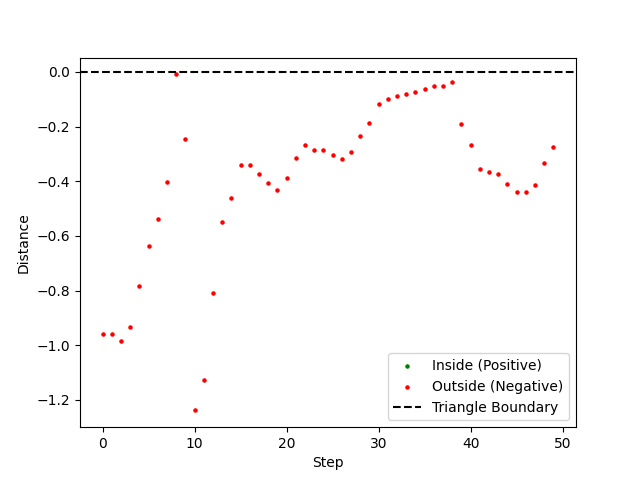 0.0
−0.2
−0.4
−0.6
−0.8
−1.0
−1.2
Distance
0
10
20
30
40
50
Step
Inside (Positive)
Outside (Negative)
Triangle Boundary